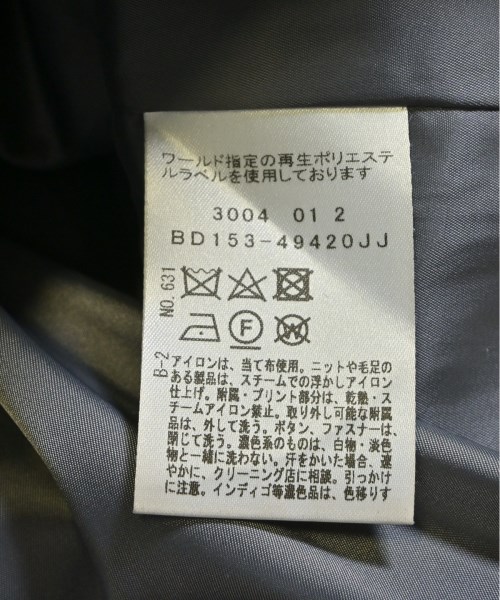 ワールド指定の再生ポリエステ
ルラベルを使用しております
3004 01 2
BD153-49420JJ
NO.631
F
W
B-2
アイロンは、当て布使用。ニットや毛足の
ある製品は、スチームでの浮かしアイロン
仕上げ。附属・プリント部分は、乾熱・ス
チームアイロン禁止。取り外し可能な附属
品は、外して洗う。ボタン、ファスナーは、
閉じて洗う。濃色系のものは、白物・淡色
物と一緒に洗わない。汗をかいた場合、速
やかに、クリーニング店に相談。引っかけ
に注意。インディゴ等濃色品は、色移りす